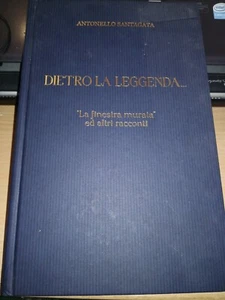 ANTONELLO SANTAGATA
DIETRO LA LEGGENDA...
"La finestra murata"
ed altri racconti